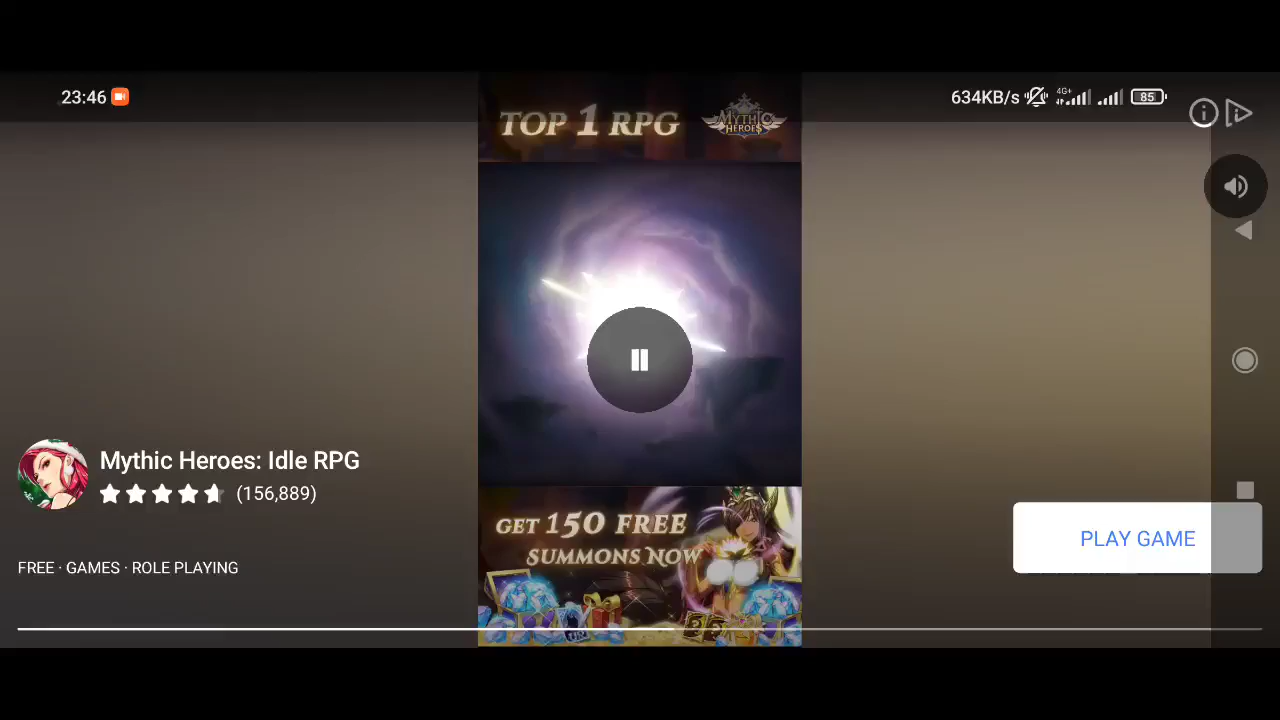 23:46
634KB/s 4G+ 85
TOP 1 RPG
MYTHIC
HEROES
Mythic Heroes: Idle RPG
(156,889)
GET 150 FREE
SUMMONS NOW
PLAY GAME
FREE · GAMES · ROLE PLAYING